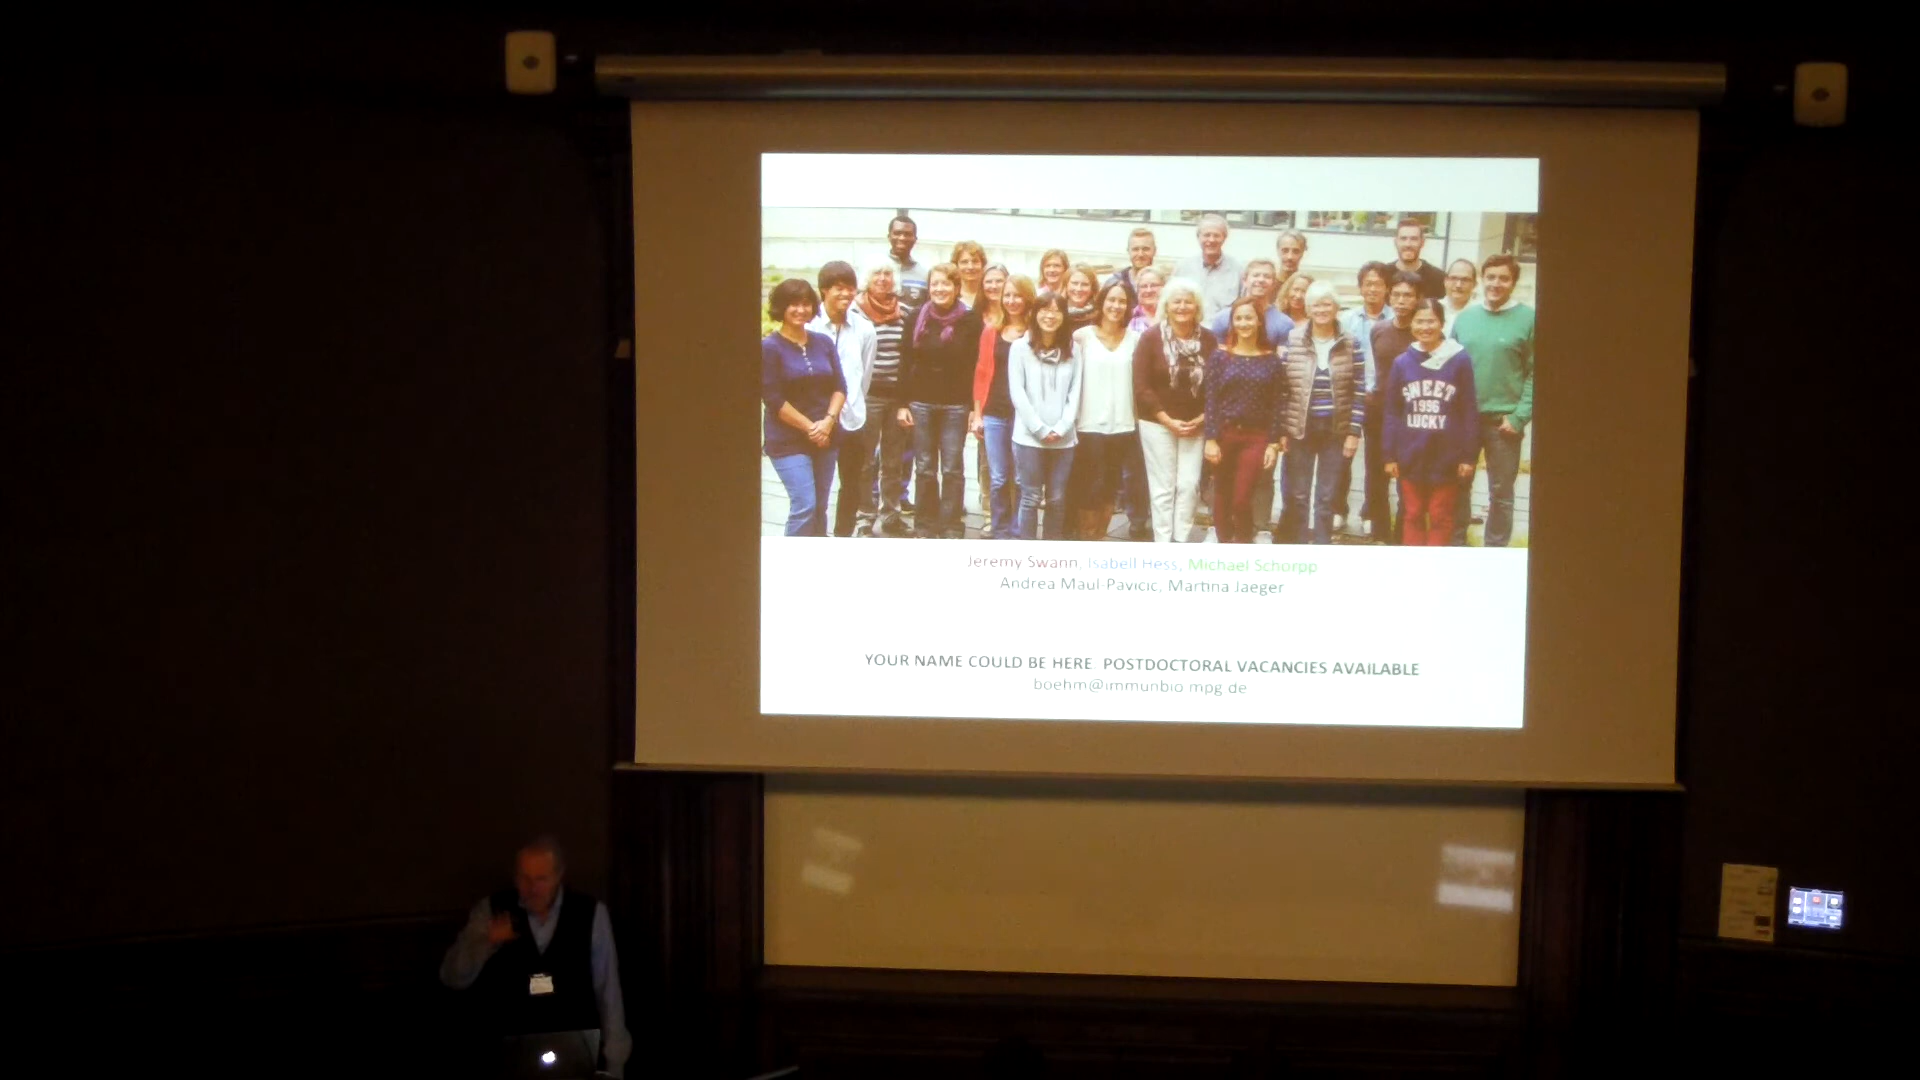 SWEET
1996
LUCKY
Jeremy Swann, Isabell Hess, Michael Schorpp
Andrea Maul-Pavicic, Martina Jaeger
YOUR NAME COULD BE HERE. POSTDOCTORAL VACANCIES AVAILABLE
boehm@immunbio.mpg.de